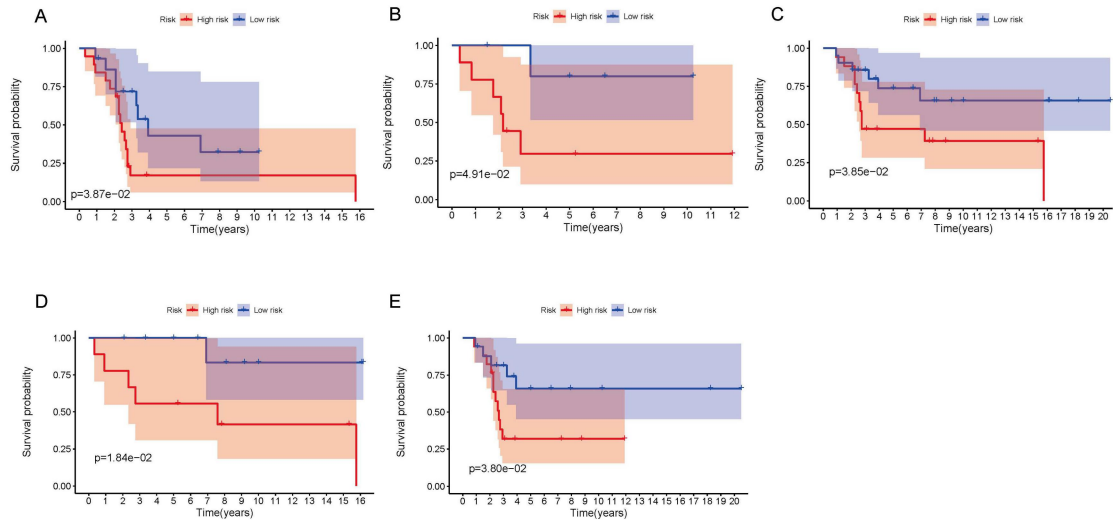 A
Risk High risk Low risk
Survival probability
1.00
0.75
0.50
0.25
0.00
p=3.87e−02
0 1 2 3 4 5 6 7 8 9 10 11 12 13 14 15 16
Time(years)
B
Risk High risk Low risk
Survival probability
1.00
0.75
0.50
0.25
0.00
p=4.91e−02
0 1 2 3 4 5 6 7 8 9 10 11 12
Time(years)
C
Risk High risk Low risk
Survival probability
1.00
0.75
0.50
0.25
0.00
p=3.85e−02
0 1 2 3 4 5 6 7 8 9 10 11 12 13 14 15 16 17 18 19 20
Time(years)
D
Risk High risk Low risk
Survival probability
1.00
0.75
0.50
0.25
0.00
p=1.84e−02
0 1 2 3 4 5 6 7 8 9 10 11 12 13 14 15 16
Time(years)
E
Risk High risk Low risk
Survival probability
1.00
0.75
0.50
0.25
0.00
p=3.80e−02
0 1 2 3 4 5 6 7 8 9 10 11 12 13 14 15 16 17 18 19 20
Time(years)